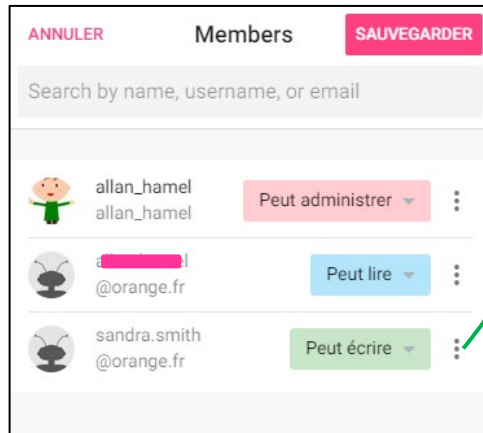 ANNULER Members SAUVEGARDER
Search by name, username, or email
allan_hamel
allan_hamel
Peut administrer
@orange.fr
Peut lire
sandra.smith
@orange.fr
Peut écrire